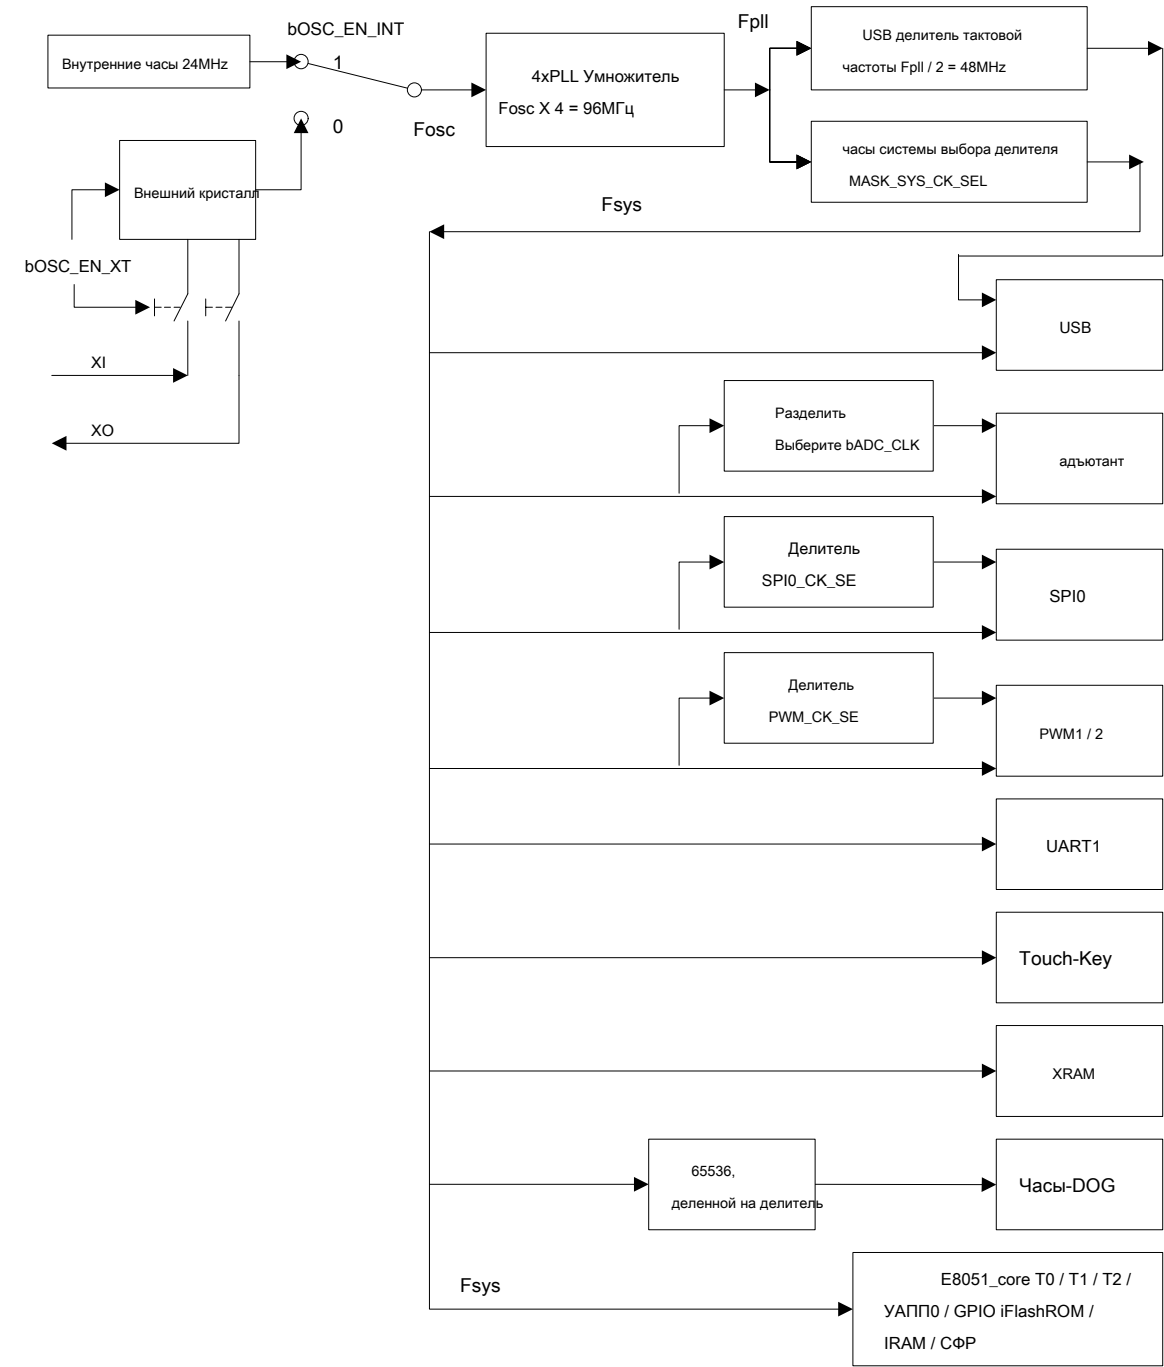 bOSC_EN_INT
Внутренние часы 24MHz
1
0
Fosc
4xPLL Умножитель
Fosc X 4 = 96МГц
Fpll
USB делитель тактовой
частоты Fpll / 2 = 48MHz
часы системы выбора делителя
MASK_SYS_CK_SEL
Внешний кристалл
Fsys
bOSC_EN_XT
XI
XO
USB
Разделить
Выберите bADC_CLK
адъютант
Делитель
SPI0_CK_SE
SPI0
Делитель
PWM_CK_SE
PWM1 / 2
UART1
Touch-Key
XRAM
65536,
деленной на делитель
Часы-DOG
Fsys
E8051_core T0 / T1 / T2 /
УАПП0 / GPIO iFlashROM /
IRAM / СФР